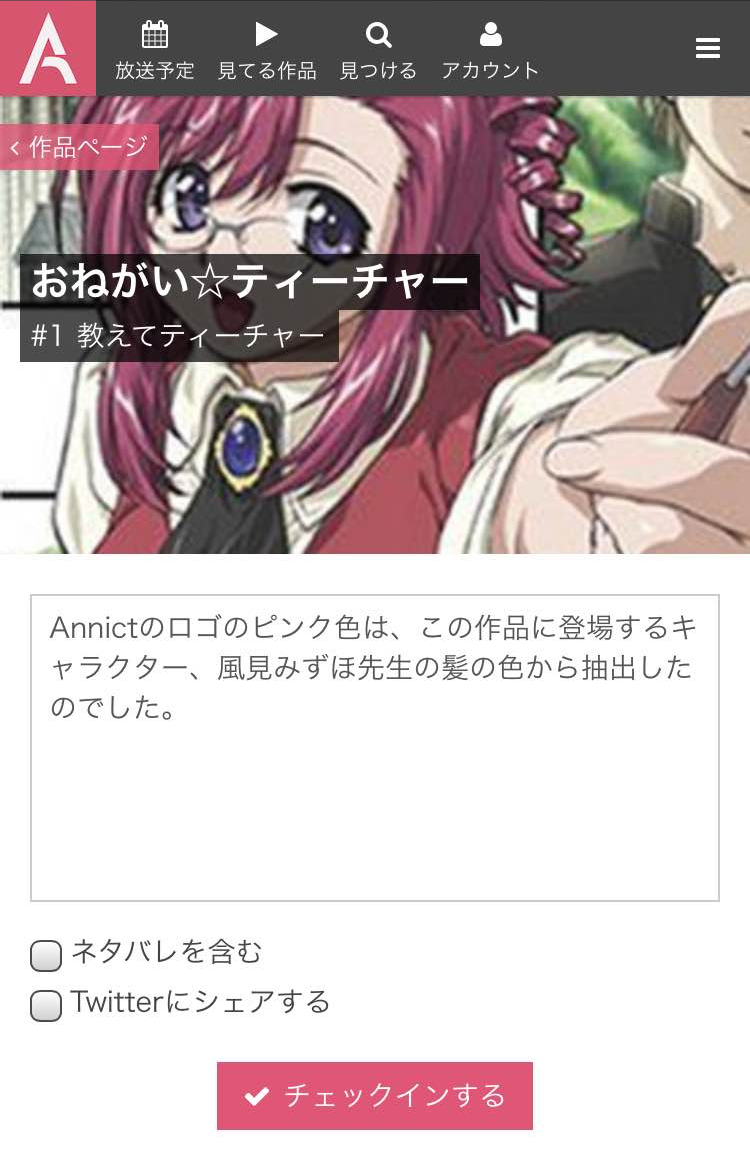 放送予定
見てる作品
見つける
アカウント
作品ページ
おねがい☆ティーチャー
#1 教えてティーチャー
Annictのロゴのピンク色は、この作品に登場するキ
ャラクター、風見みずほ先生の髪の色から抽出した
のでした。
ネタバレを含む
Twitterにシェアする
チェックインする